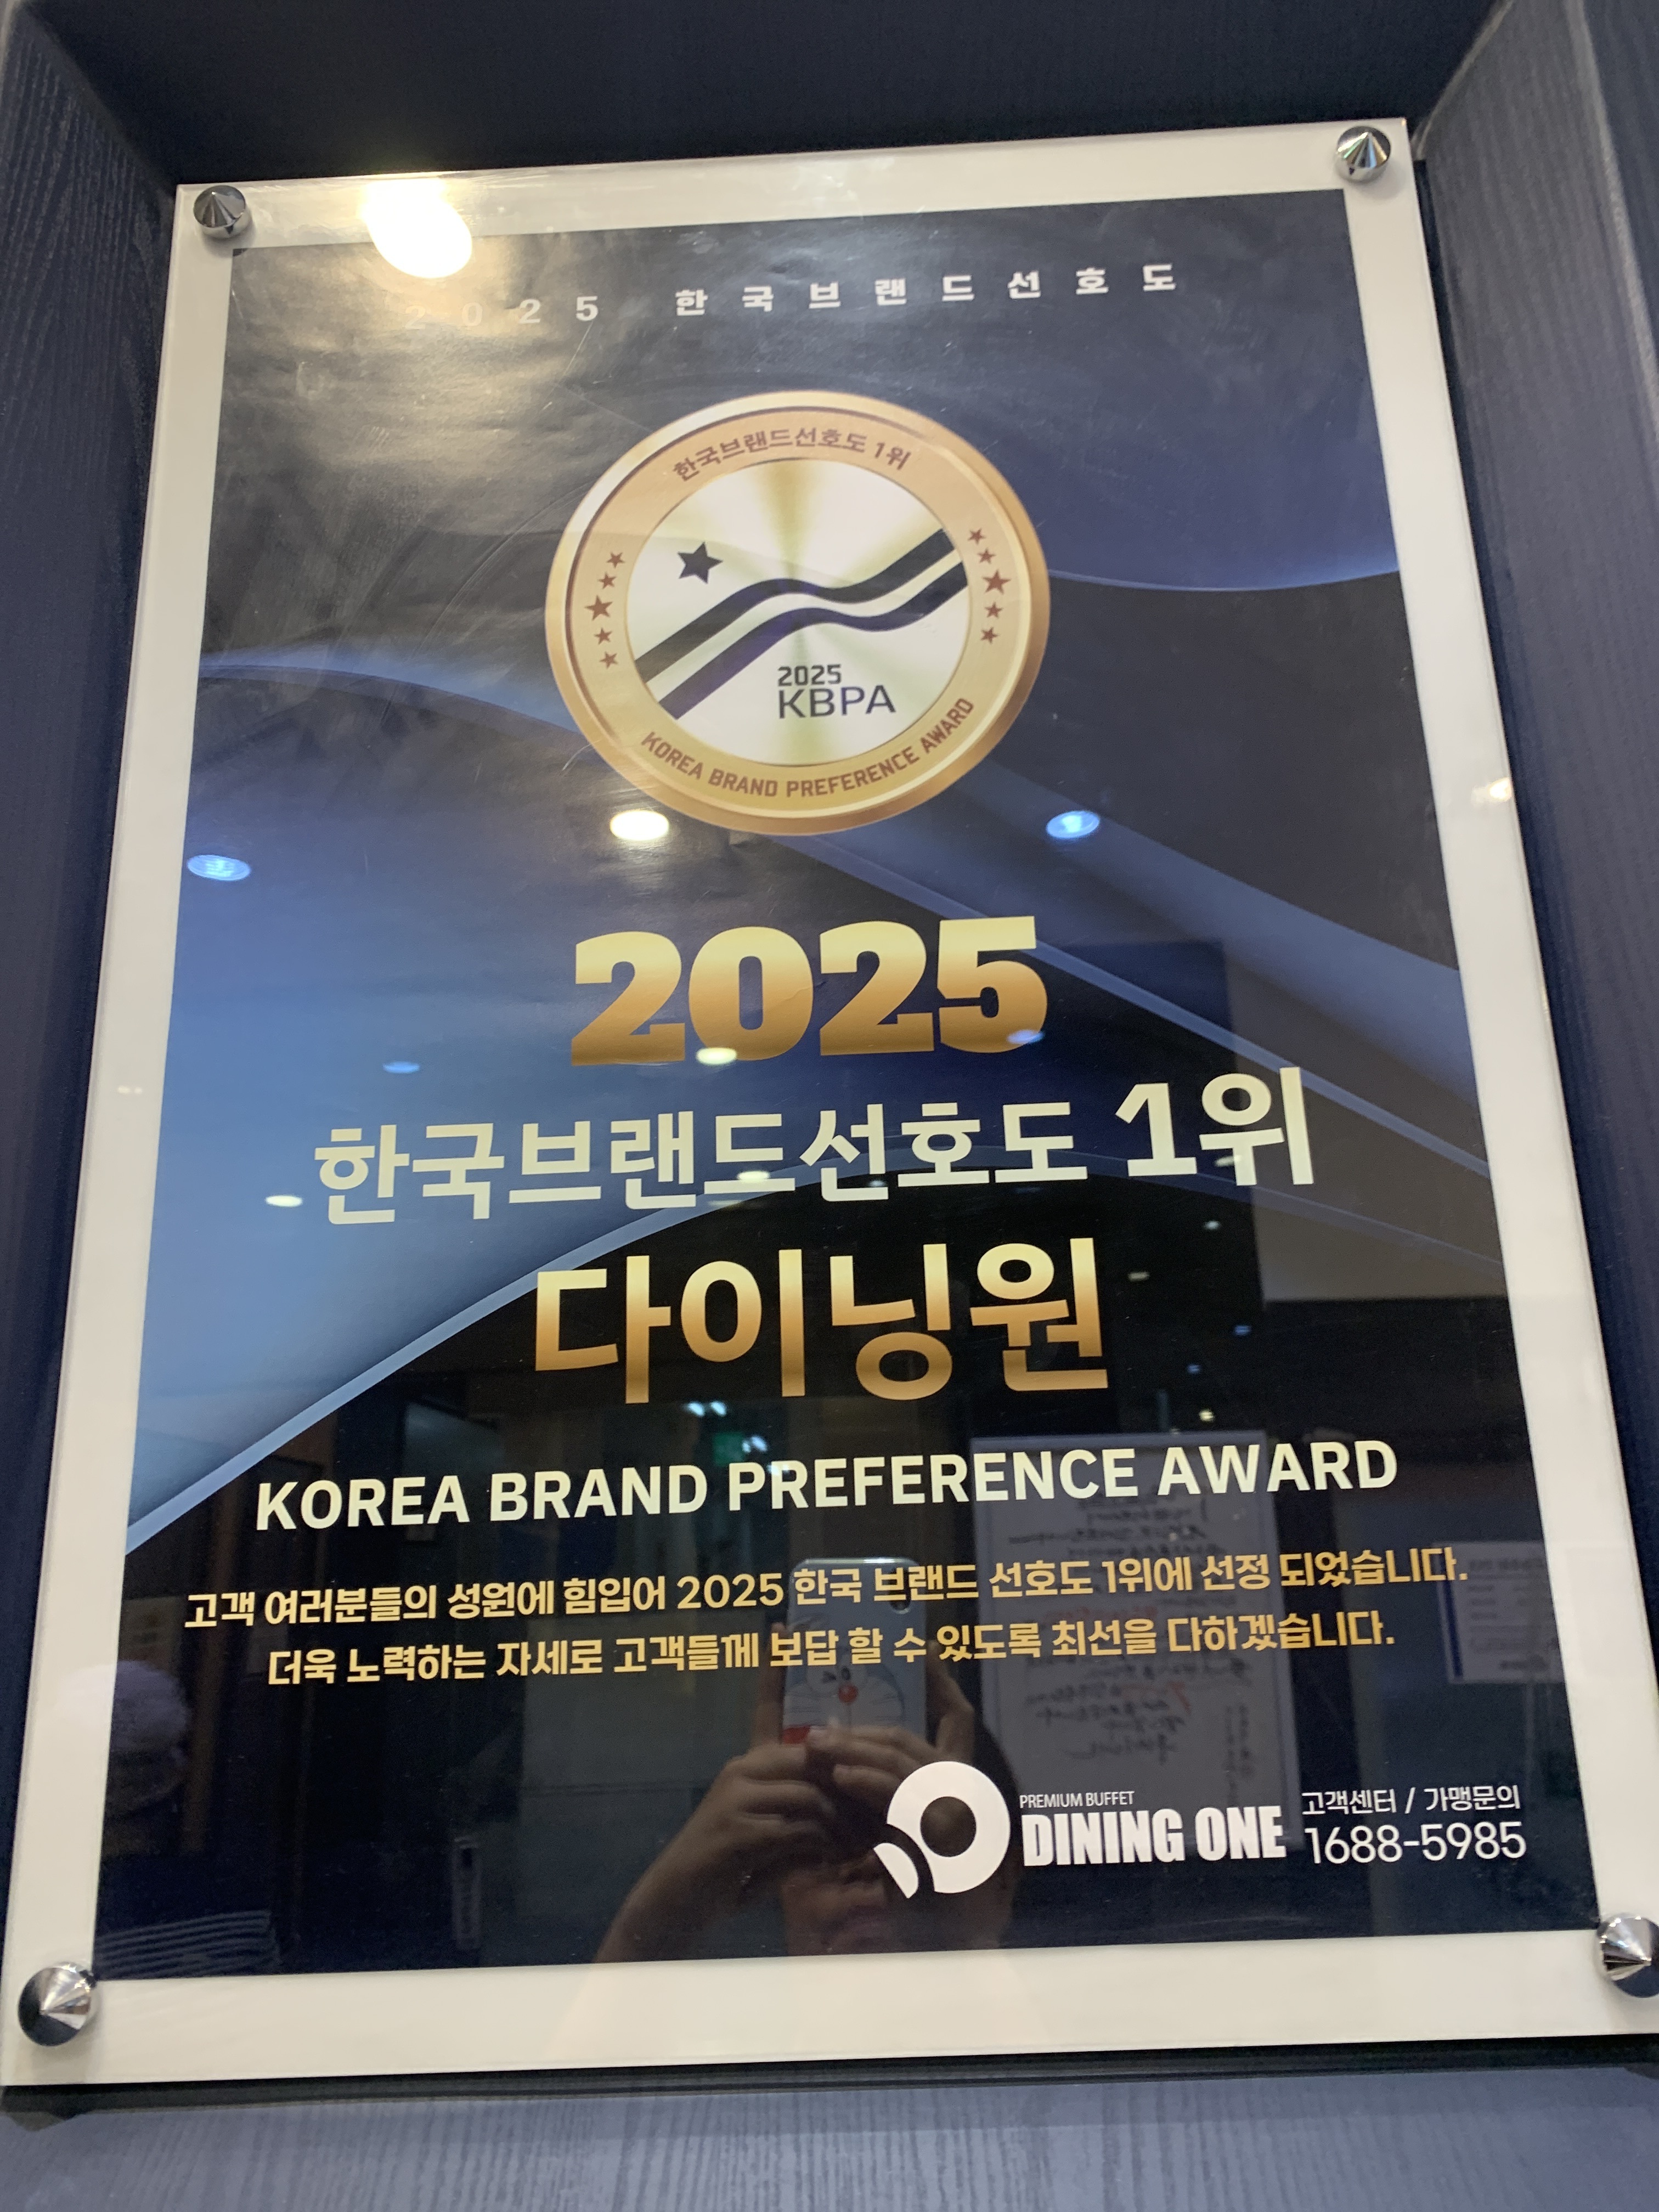 2025 한국브랜드선호도
한국브랜드선호도 1위
2025
KBPA
KOREA BRAND PREFERENCE AWARD
2025
한국브랜드선호도 1위
다이닝원
KOREA BRAND PREFERENCE AWARD
고객 여러분들의 성원에 힘입어 2025 한국 브랜드 선호도 1위에 선정 되었습니다.
더욱 노력하는 자세로 고객들께 보답 할 수 있도록 최선을 다하겠습니다.
PREMIUM BUFFET
DINING ONE
고객센터 / 가맹문의
1688-5985